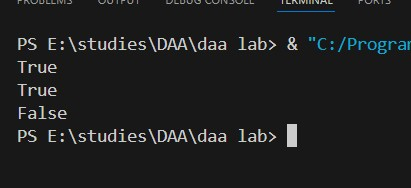 PROBLEMS OUTPUT DEBUG CONSOLE TERMINAL PORTS
PS E:\studies\DAA\daa lab> & "C:/Program
True
True
False
PS E:\studies\DAA\daa lab>